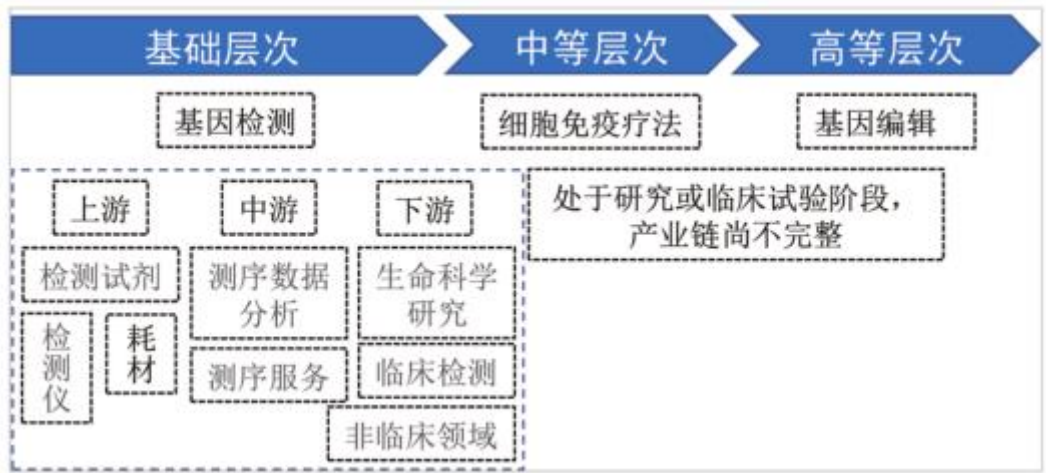 基础层次
中等层次
高等层次
基因检测
细胞免疫疗法
基因编辑
上游
中游
下游
处于研究或临床试验阶段，
产业链尚不完整
检测试剂
测序数据
分析
生命科学
研究
检
测
仪
耗
材
测序服务
临床检测
非临床领域